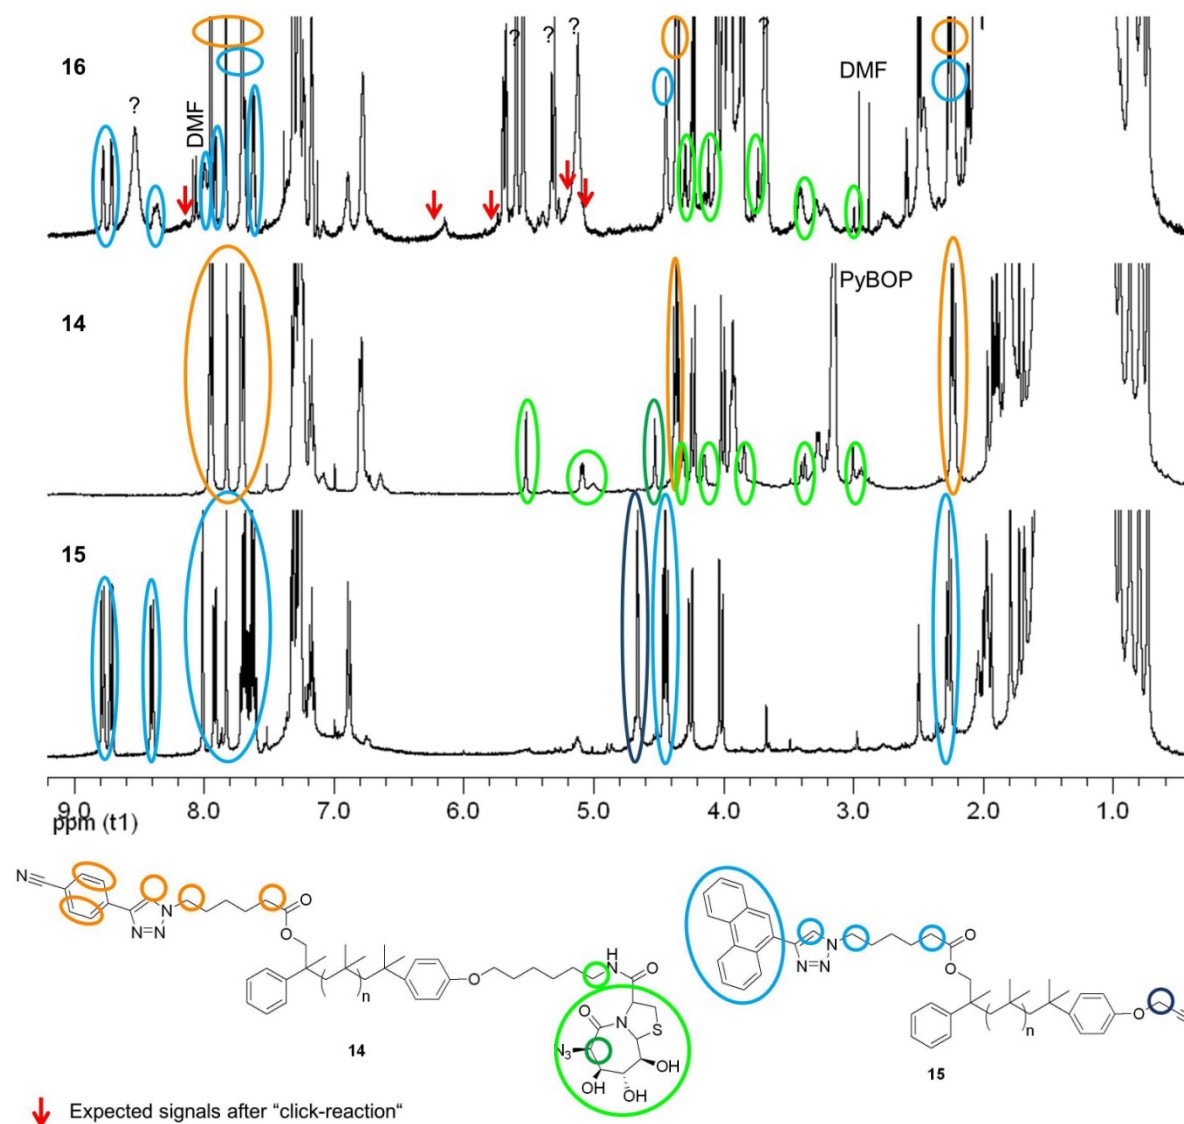 16
?
DMF
?
?
?
?
DMF
14
PyBOP
15
9.0 8.0 7.0 6.0 5.0 4.0 3.0 2.0 1.0
ppm (t1)
N
N
N=N
O
O
n
O
H
N
O
O
N
S
N3
OH
OH
OH
14
N
N=N
O
O
n
O
15
Expected signals after “click-reaction“